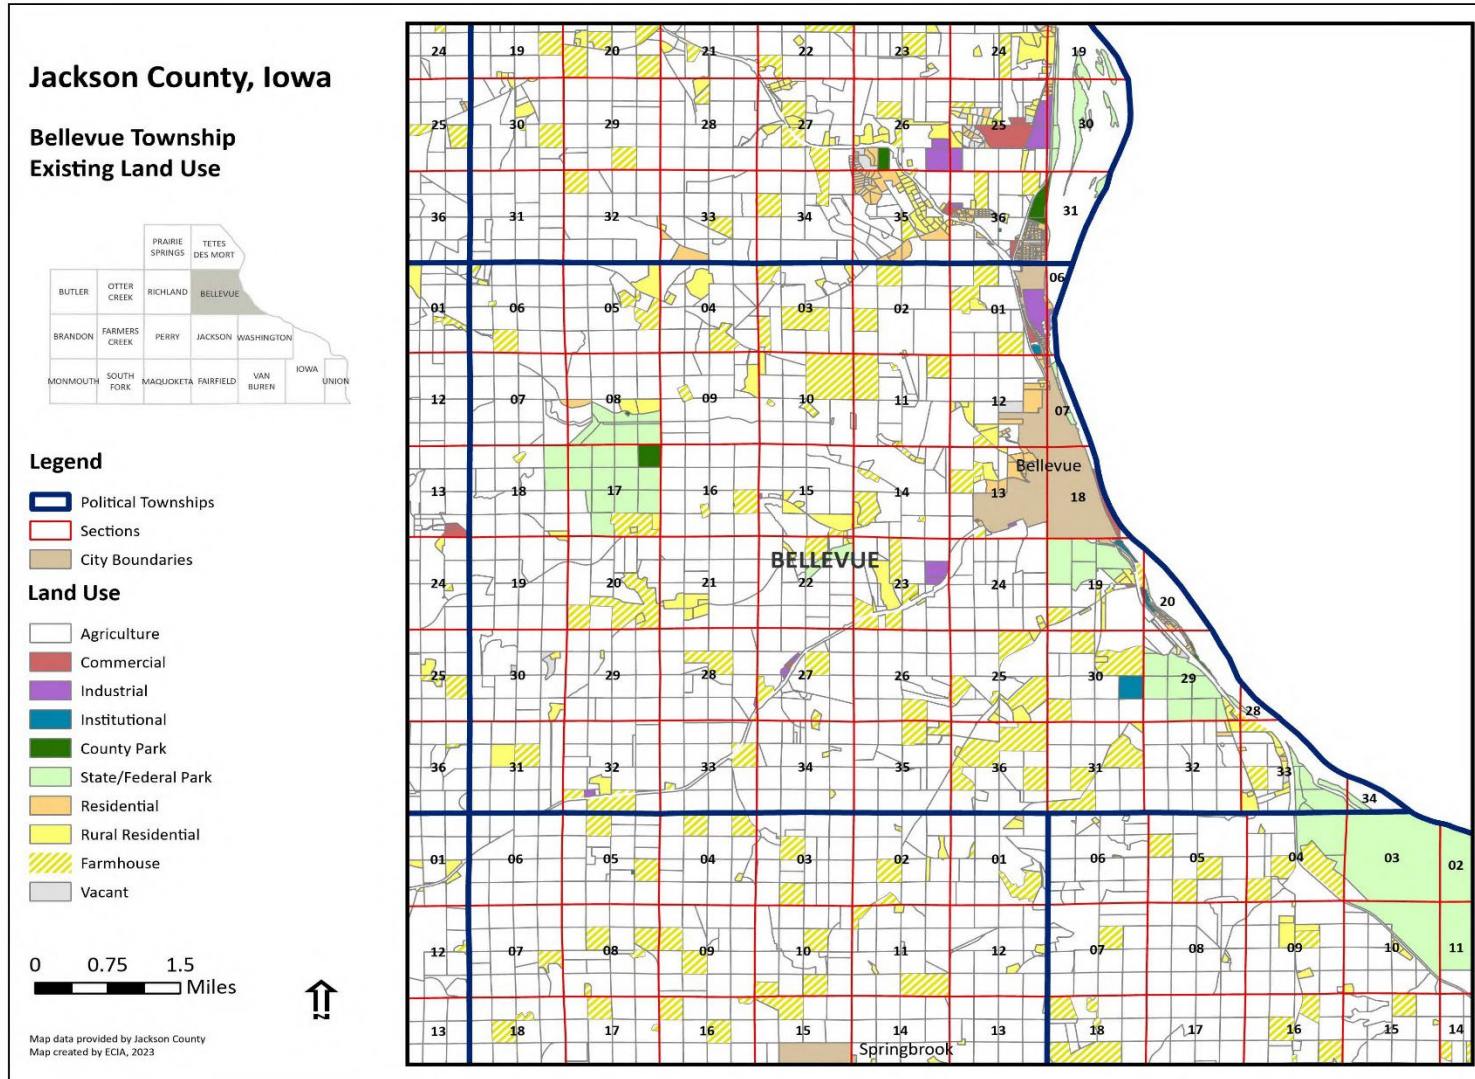 Jackson County, Iowa
Bellevue Township
Existing Land Use
PRAIRIE
SPRINGS
TETES
DES MORT
BUTLER
OTTER
CREEK
RICHLAND
BELLEVUE
BRANDON
FARMERS
CREEK
PERRY
JACKSON
WASHINGTON
MONMOUTH
SOUTH
FORK
MAQUOKETA
FAIRFIELD
VAN
BUREN
IOWA
UNION
Legend
Political Townships
Sections
City Boundaries
Land Use
Agriculture
Commercial
Industrial
Institutional
County Park
State/Federal Park
Residential
Rural Residential
Farmhouse
Vacant
0 0.75 1.5
Miles
N
Map data provided by Jackson County
Map created by ECIA, 2023
24 19 20 21 22 23 24 19
25 30 29 28 27 26 25 30
36 31 32 33 34 35 36 31
06
01 06 05 04 03 02 01
12 07 08 09 10 11 12 07
Bellevue
13 18 17 16 15 14 13 18
BELLEVUE
24 19 20 21 22 23 24 19 20
25 30 29 28 27 26 25 30 29
28
36 31 32 33 34 35 36 31 32 33
34
01 06 05 04 03 02 01 06 05 04 03 02
12 07 08 09 10 11 12 07 08 09 10 11
13 18 17 16 15 14 13 18 17 16 15 14
Springbrook